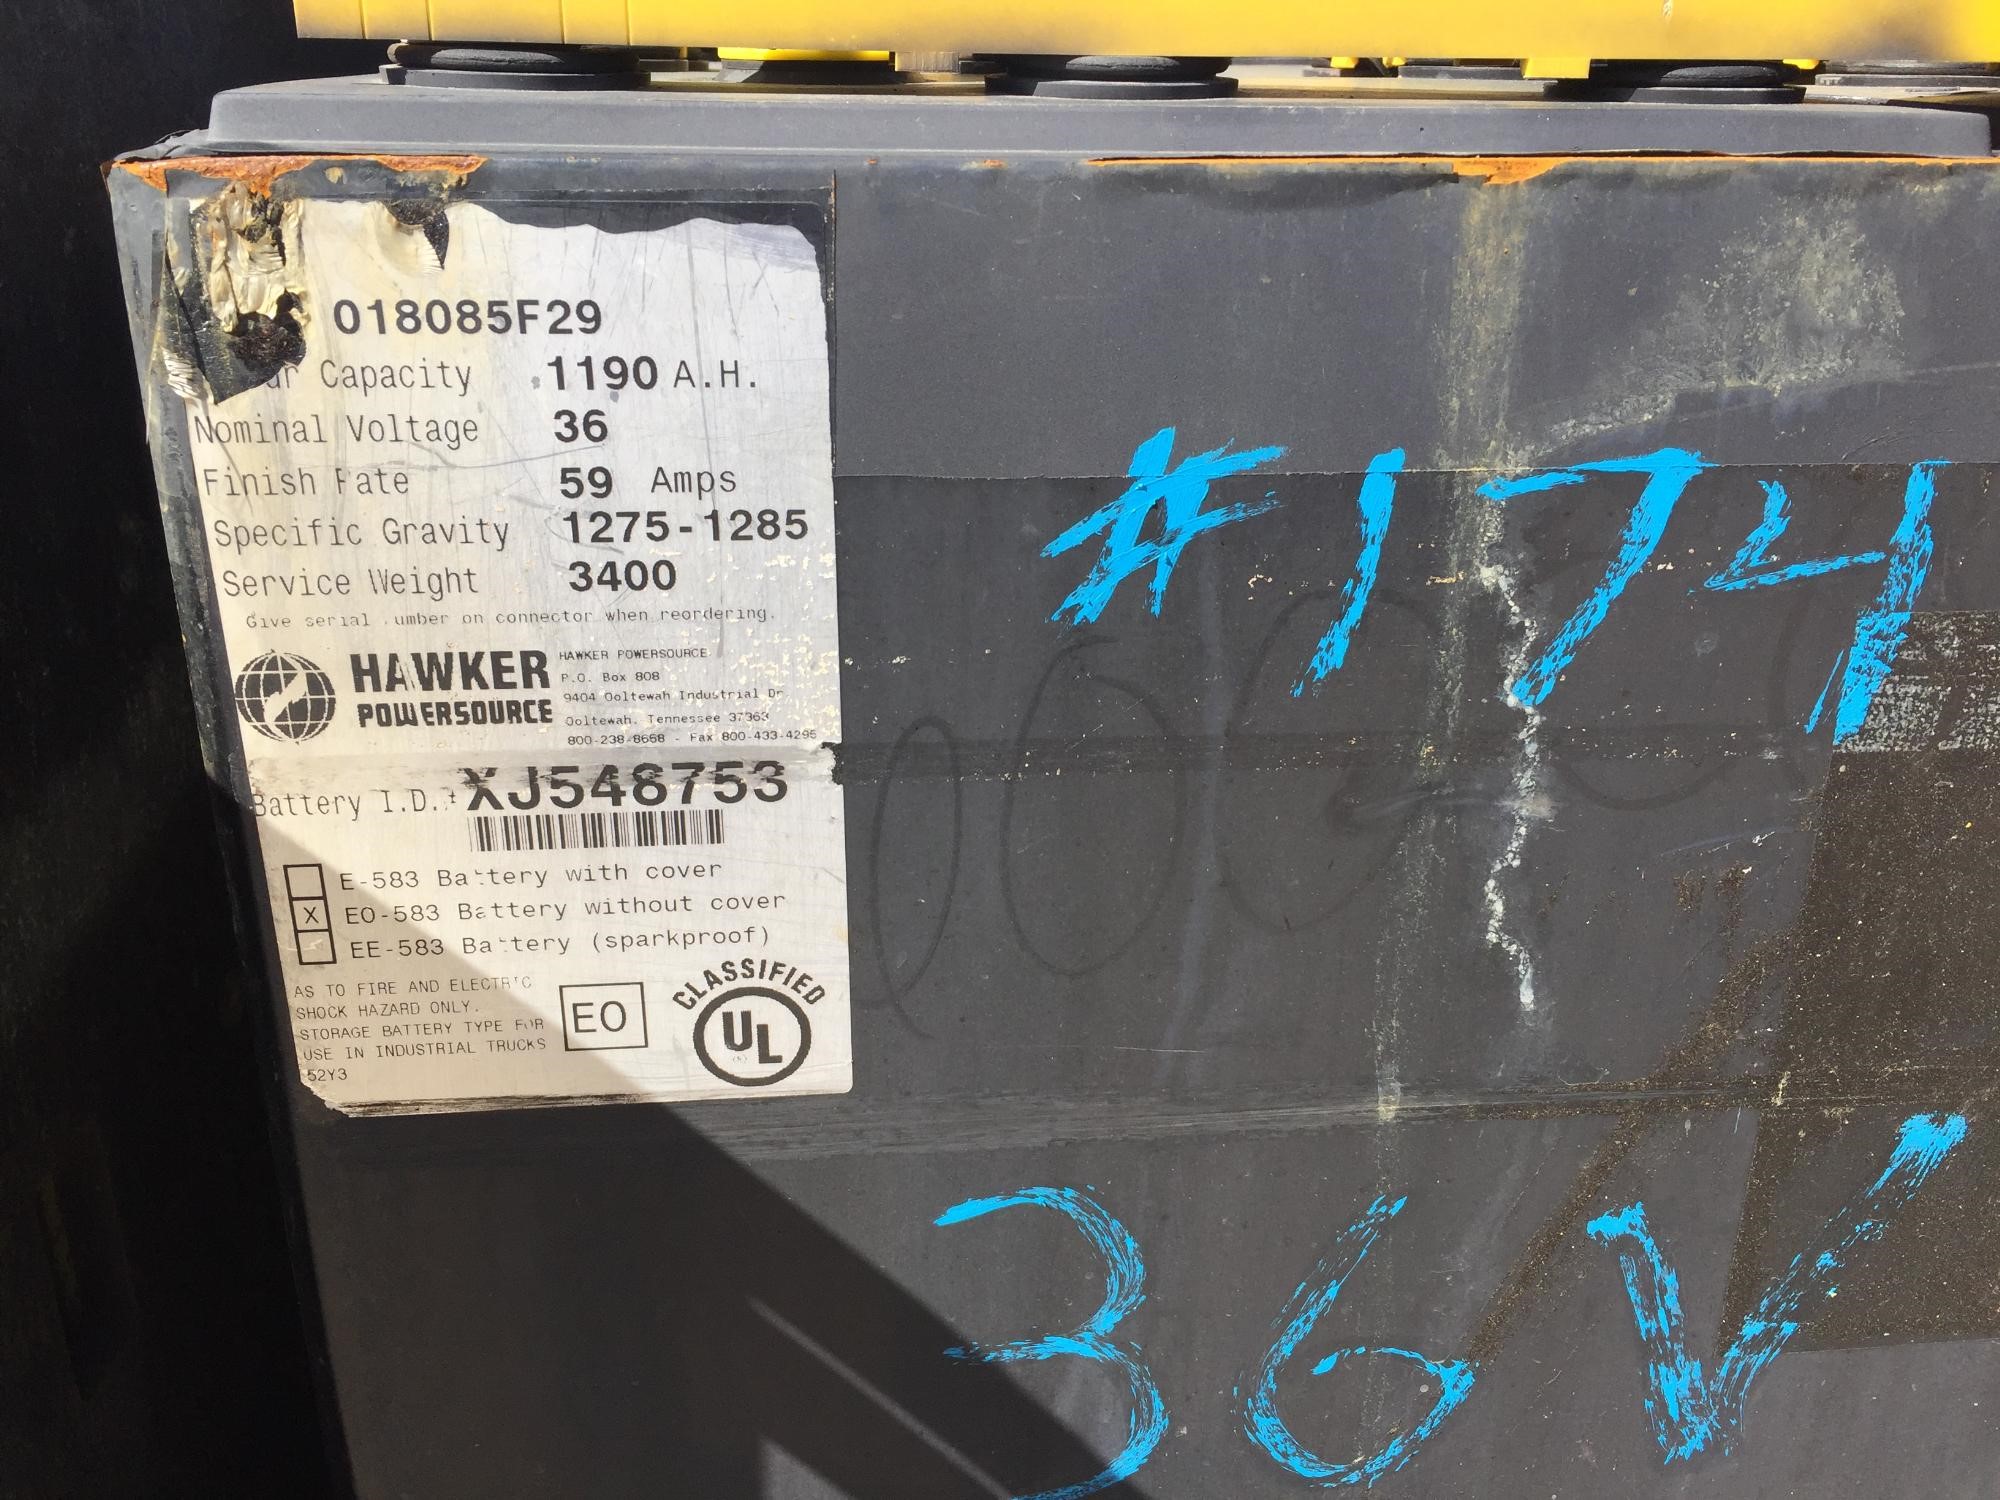 018085F29
Capacity 1190 A.H.
Nominal Voltage 36
Finish Rate 59 Amps
Specific Gravity 1275-1285
Service Weight 3400
Give serial umber on connector when reordering.
HAWKER
POWERSOURCE
HAWKER POWERSOURCE
P.O. Box 808
9404 Ooltewah Industrial Dr
Ooltewah, Tennessee 37363
800-238-8658 - Fax 800-433-4295
Battery I.D. XJ548753
E-583 Battery with cover
X EO-583 Battery without cover
EE-583 Battery (sparkproof)
AS TO FIRE AND ELECTRIC
SHOCK HAZARD ONLY.
STORAGE BATTERY TYPE FOR
USE IN INDUSTRIAL TRUCKS
52Y3
EO
CLASSIFIED
UL
#174
36V